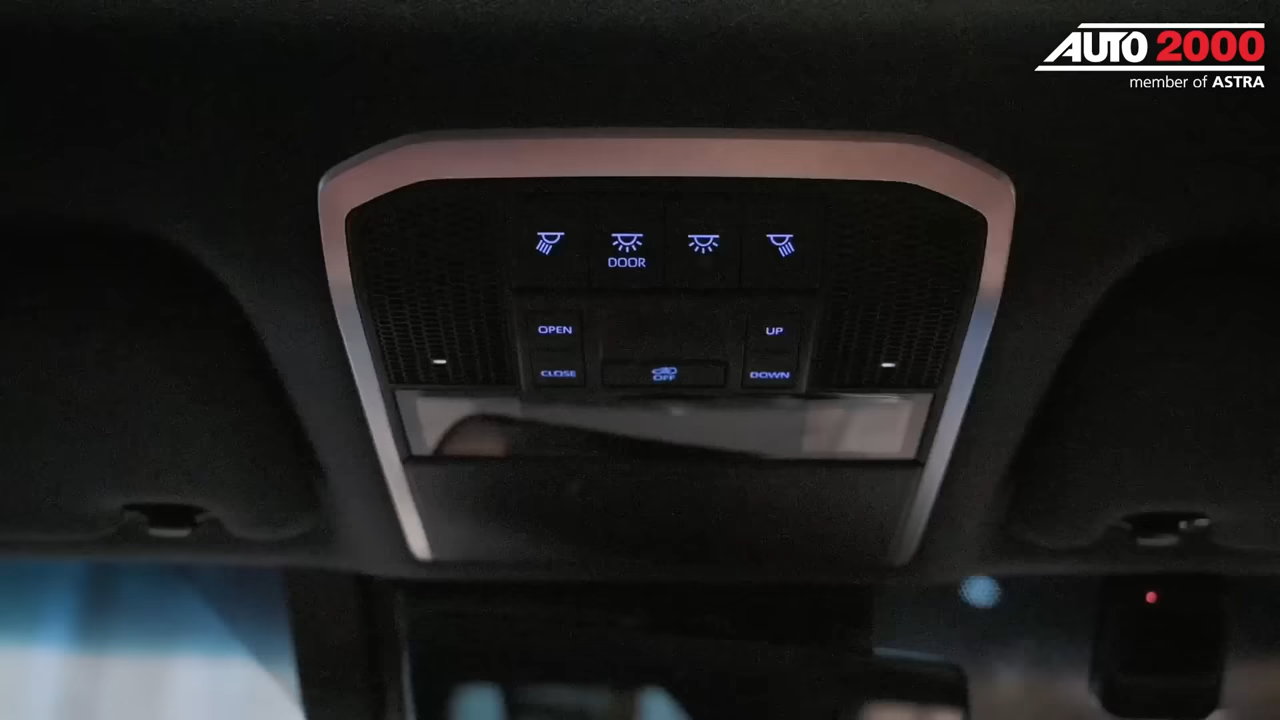 AUTO 2000
member of ASTRA
DOOR
OPEN
UP
CLOSE
OFF
DOWN